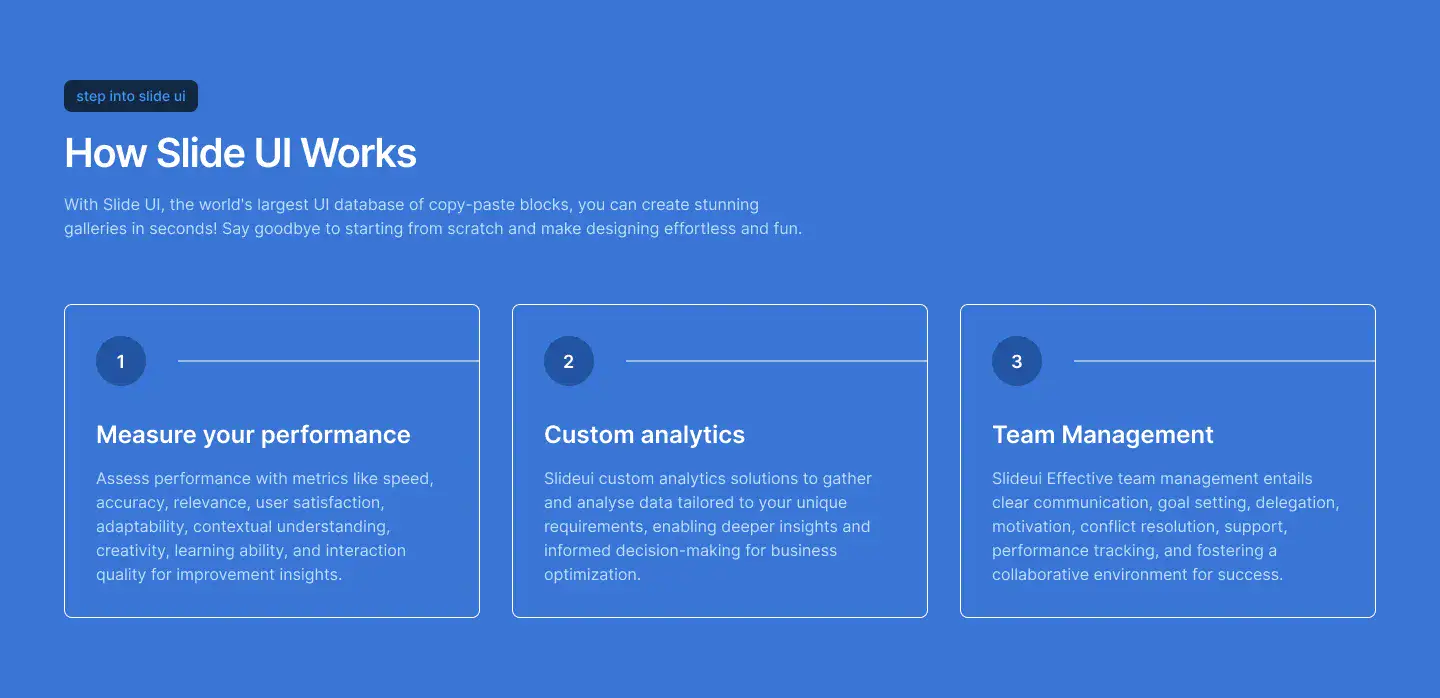 step into slide ui
How Slide UI Works
With Slide UI, the world's largest UI database of copy-paste blocks, you can create stunning
galleries in seconds! Say goodbye to starting from scratch and make designing effortless and fun.
1
Measure your performance
Assess performance with metrics like speed,
accuracy, relevance, user satisfaction,
adaptability, contextual understanding,
creativity, learning ability, and interaction
quality for improvement insights.
2
Custom analytics
Slideui custom analytics solutions to gather
and analyse data tailored to your unique
requirements, enabling deeper insights and
informed decision-making for business
optimization.
3
Team Management
Slideui Effective team management entails
clear communication, goal setting, delegation,
motivation, conflict resolution, support,
performance tracking, and fostering a
collaborative environment for success.